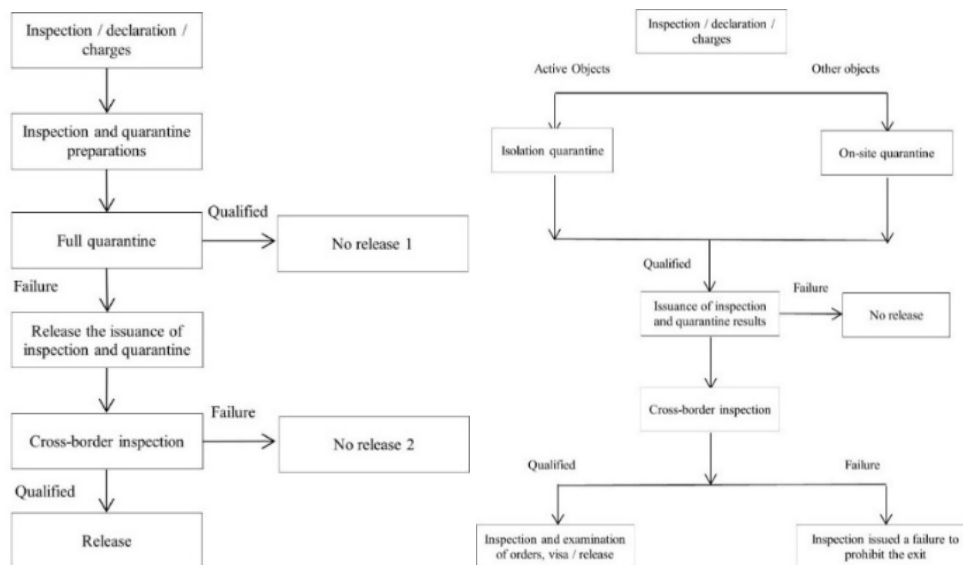 Inspection / declaration /
charges
Inspection and quarantine
preparations
Qualified
Full quarantine
No release 1
Failure
Release the issuance of
inspection and quarantine
Failure
Cross-border inspection
No release 2
Qualified
Release
Inspection / declaration /
charges
Active Objects
Other objects
Isolation quarantine
On-site quarantine
Qualified
Issuance of inspection
and quarantine results
Failure
No release
Cross-border inspection
Qualified
Failure
Inspection and examination
of orders, visa / release
Inspection issued a failure to
prohibit the exit